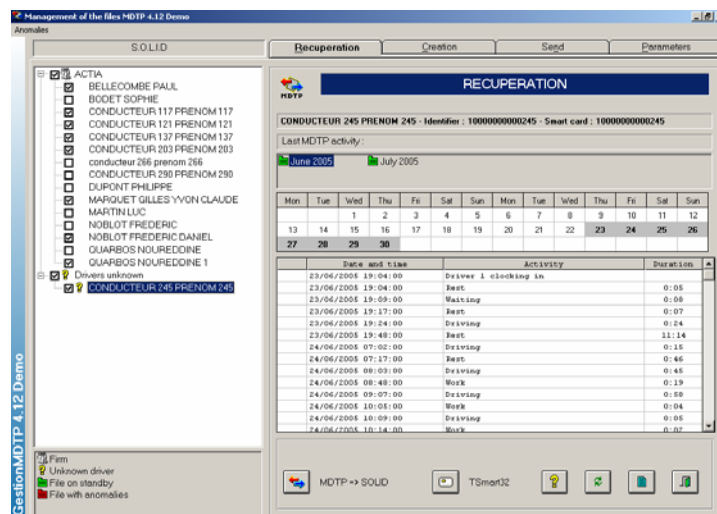 Management of the files MDTP 4.12 Demo
Anomalies
S.O.L.I.D
Recuperation Creation Send Parameters
ACTIA
BELLECOMBE PAUL
BODET SOPHIE
CONDUCTEUR 117 PRENOM 117
CONDUCTEUR 121 PRENOM 121
CONDUCTEUR 137 PRENOM 137
CONDUCTEUR 203 PRENOM 203
conducteur 266 prenom 266
CONDUCTEUR 290 PRENOM 290
DUPONT PHILIPPE
MARQUET GILLES YVON CLAUDE
MARTIN LUC
NOBLOT FREDERIC
NOBLOT FREDERIC DANIEL
OUARBOS NOUREDDINE
OUARBOS NOUREDDINE 1
Drivers unknown
CONDUCTEUR 245 PRENOM 245
Firm
Unknown driver
File on standby
File with anomalies
GestionMDTP 4.12 Demo
MDTP
RECUPERATION
CONDUCTEUR 245 PRENOM 245 - Identifier : 10000000000245 - Smart card : 10000000000245
Last MDTP activity :
June 2005 July 2005
Mon Tue Wed Thu Fri Sat Sun Mon Tue Wed Thu Fri Sat Sun
1 2 3 4 5 6 7 8 9 10 11 12
13 14 15 16 17 18 19 20 21 22 23 24 25 26
27 28 29 30
Date and time Activity Duration
23/06/2005 19:04:00 Driver 1 clocking in
23/06/2005 19:04:00 Rest 0:05
23/06/2005 19:09:00 Waiting 0:08
23/06/2005 19:17:00 Rest 0:07
23/06/2005 19:24:00 Driving 0:24
23/06/2005 19:48:00 Rest 11:14
24/06/2005 07:02:00 Driving 0:15
24/06/2005 07:17:00 Rest 0:46
24/06/2005 08:03:00 Driving 0:45
24/06/2005 08:48:00 Work 0:19
24/06/2005 09:07:00 Driving 0:58
24/06/2005 10:05:00 Work 0:04
24/06/2005 10:09:00 Driving 0:05
24/06/2005 10:14:00 Work 0:07
MDTP => SOLID TSmart32